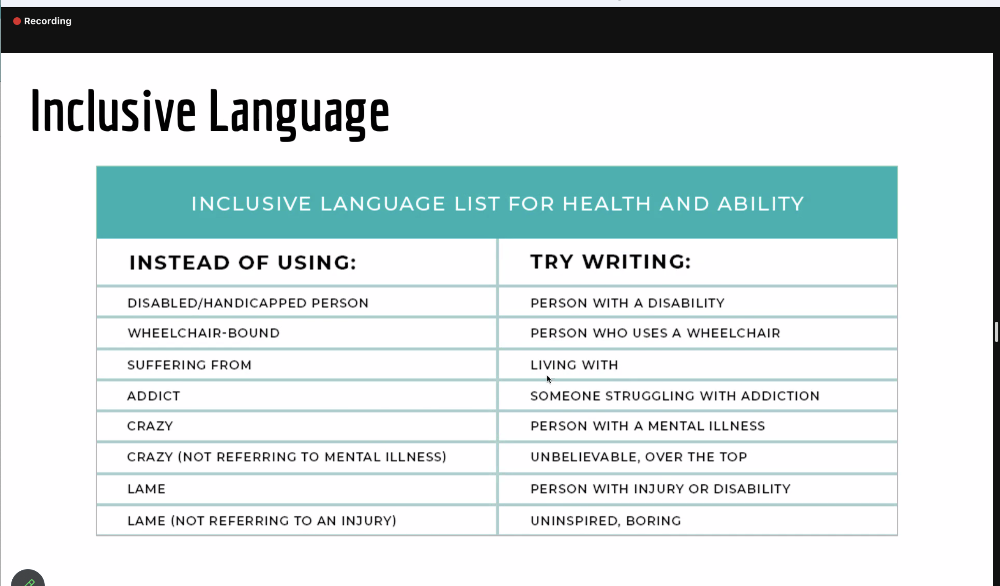 Recording
Inclusive Language
INCLUSIVE LANGUAGE LIST FOR HEALTH AND ABILITY
INSTEAD OF USING: TRY WRITING:
DISABLED/HANDICAPPED PERSON PERSON WITH A DISABILITY
WHEELCHAIR-BOUND PERSON WHO USES A WHEELCHAIR
SUFFERING FROM LIVING WITH
ADDICT SOMEONE STRUGGLING WITH ADDICTION
CRAZY PERSON WITH A MENTAL ILLNESS
CRAZY (NOT REFERRING TO MENTAL ILLNESS) UNBELIEVABLE, OVER THE TOP
LAME PERSON WITH INJURY OR DISABILITY
LAME (NOT REFERRING TO AN INJURY) UNINSPIRED, BORING